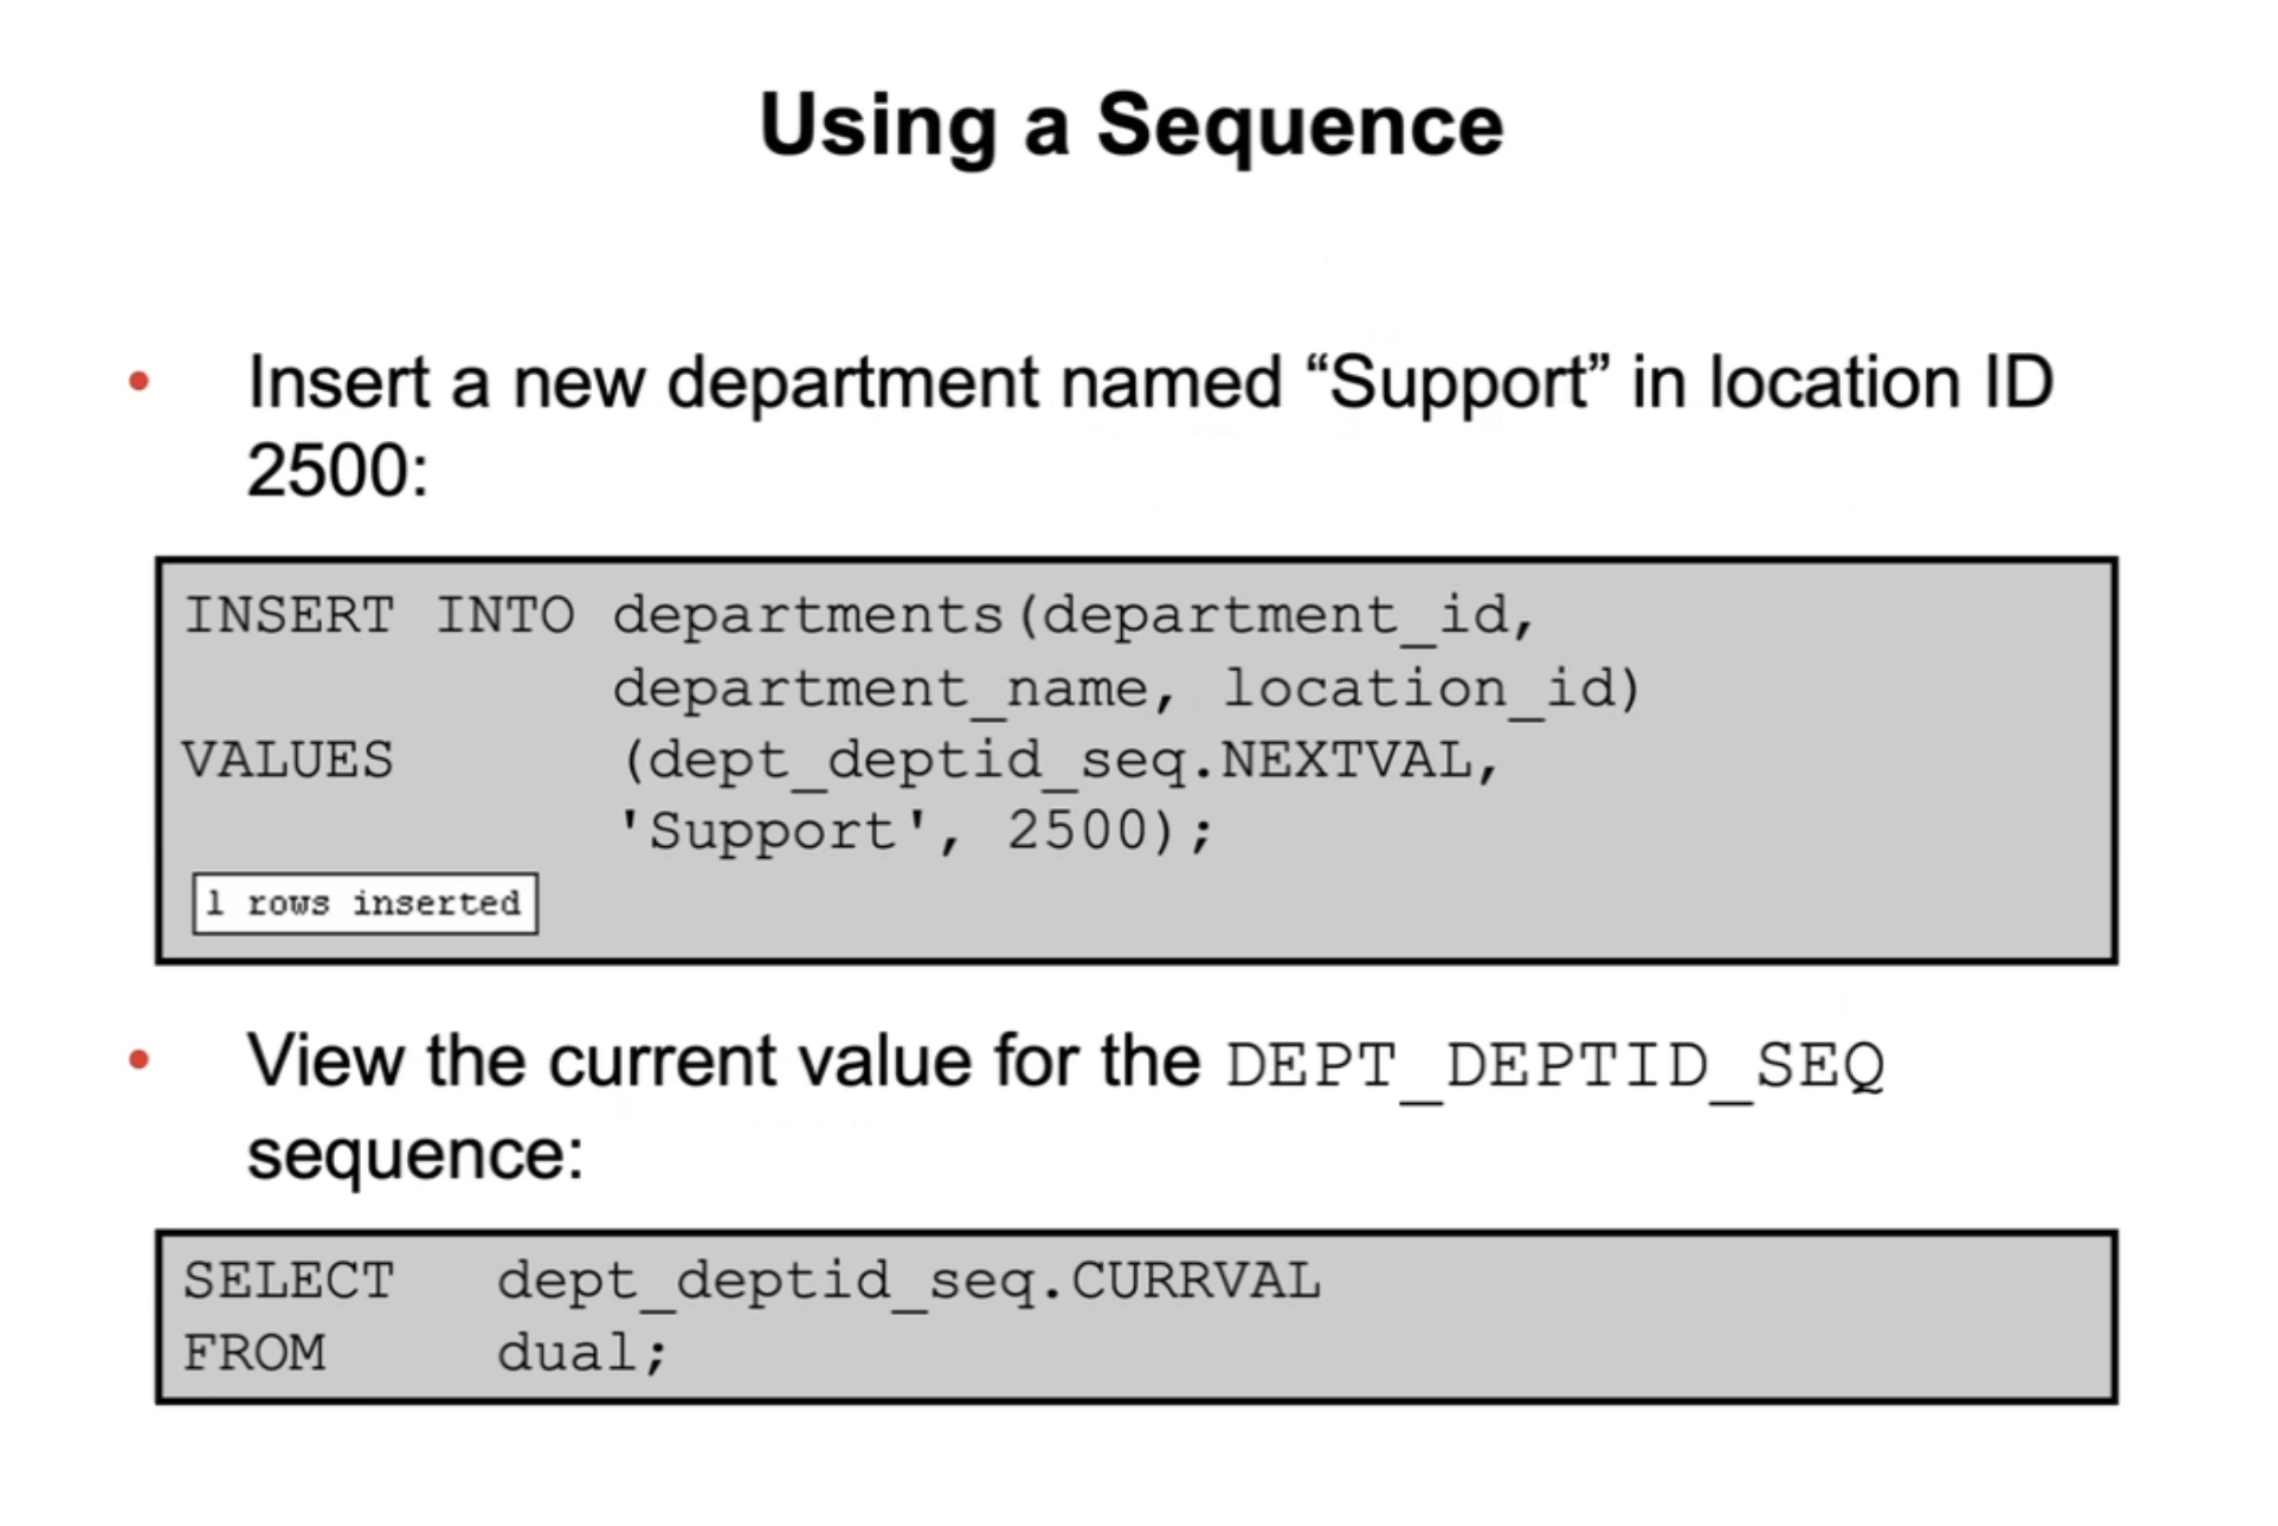 Using a Sequence
• Insert a new department named “Support” in location ID
2500:
INSERT INTO departments(department_id,
            department_name, location_id)
VALUES      (dept_deptid_seq.NEXTVAL,
            'Support', 2500);
1 rows inserted
• View the current value for the DEPT_DEPTID_SEQ
sequence:
SELECT   dept_deptid_seq.CURRVAL
FROM     dual;